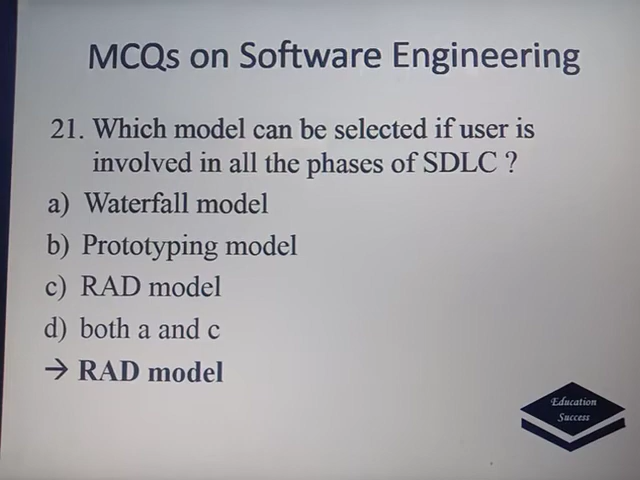 MCQs on Software Engineering
21. Which model can be selected if user is
involved in all the phases of SDLC ?
a) Waterfall model
b) Prototyping model
c) RAD model
d) both a and c
→ RAD model
Education
Success